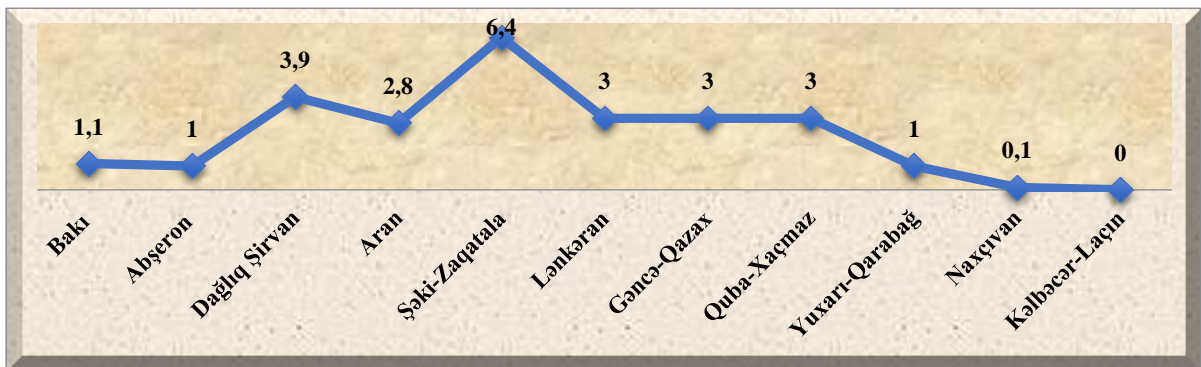 1,1
1
3,9
2,8
6,4
3
3
3
1
0,1
0
Bakı
Abşeron
Dağlıq Şirvan
Aran
Şəki-Zaqatala
Lənkəran
Gəncə-Qazax
Quba-Xaçmaz
Yuxarı-Qarabağ
Naxçıvan
Kəlbəcər-Laçın